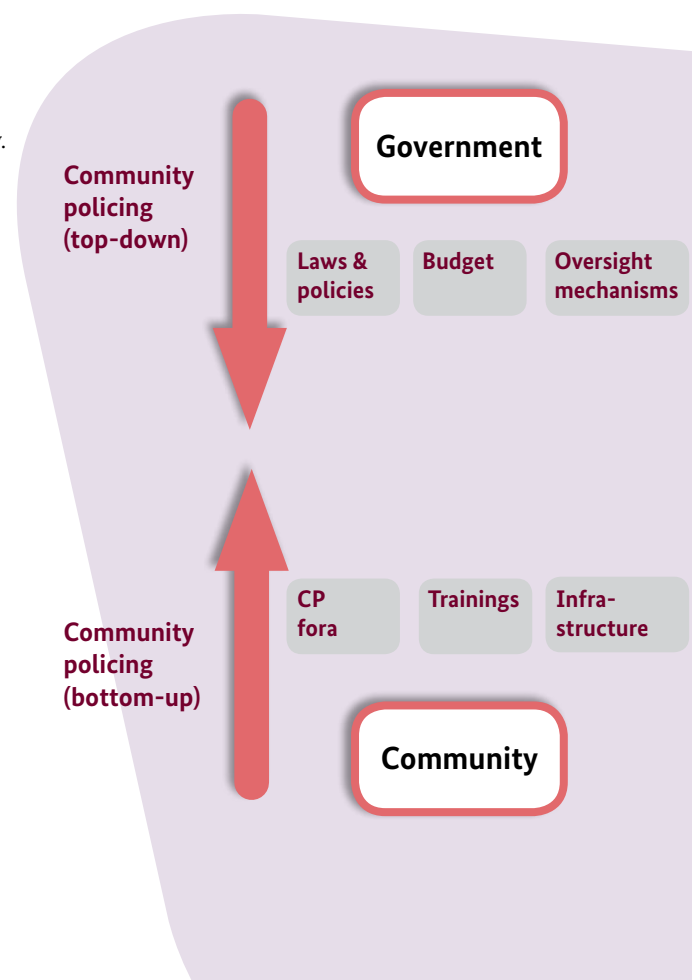 Government
Community
policing
(top-down)
Laws &
policies
Budget
Oversight
mechanisms
CP
fora
Trainings
Infra-
structure
Community
policing
(bottom-up)
Community